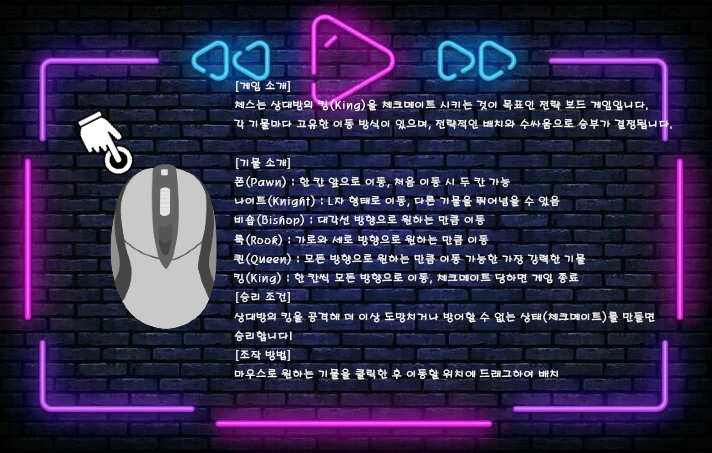 [게임 소개]
체스는 상대방의 킹(King)을 체크메이트 시키는 것이 목표인 전략 보드 게임입니다.
각 기물마다 고유한 이동 방식이 있으며, 전략적인 배치와 수싸움으로 승부가 결정됩니다.
[기물 소개]
폰(Pawn) : 한 칸 앞으로 이동, 처음 이동 시 두 칸 가능
나이트(Knight) : L자 형태로 이동, 다른 기물을 뛰어넘을 수 있음
비숍(Bishop) : 대각선 방향으로 원하는 만큼 이동
룩(Rook) : 가로와 세로 방향으로 원하는 만큼 이동
퀸(Queen) : 모든 방향으로 원하는 만큼 이동 가능한 가장 강력한 기물
킹(King) : 한 칸씩 모든 방향으로 이동, 체크메이트 당하면 게임 종료
[승리 조건]
상대방의 킹을 공격해 더 이상 도망치거나 방어할 수 없는 상태(체크메이트)를 만들면
승리합니다!
[조작 방법]
마우스로 원하는 기물을 클릭한 후 이동할 위치에 드래그하여 배치